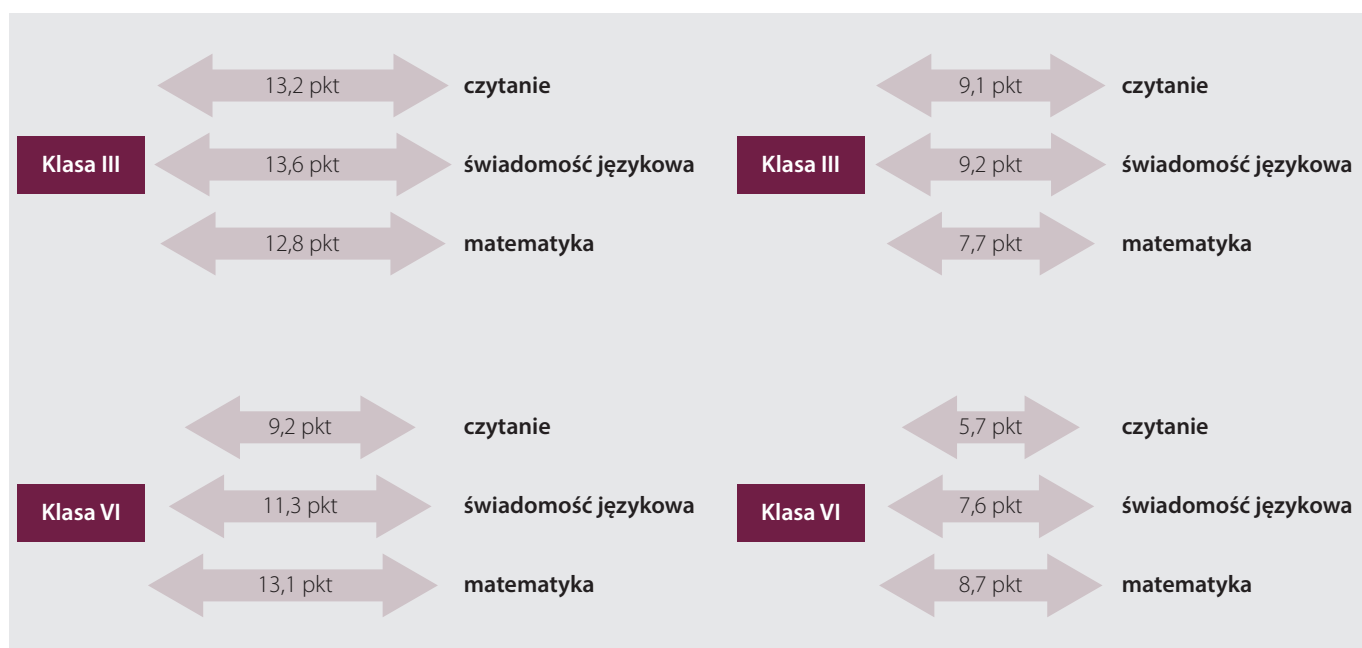 13,2 pkt czytanie
Klasa III 13,6 pkt świadomość językowa
12,8 pkt matematyka
9,1 pkt czytanie
Klasa III 9,2 pkt świadomość językowa
7,7 pkt matematyka
9,2 pkt czytanie
Klasa VI 11,3 pkt świadomość językowa
13,1 pkt matematyka
5,7 pkt czytanie
Klasa VI 7,6 pkt świadomość językowa
8,7 pkt matematyka